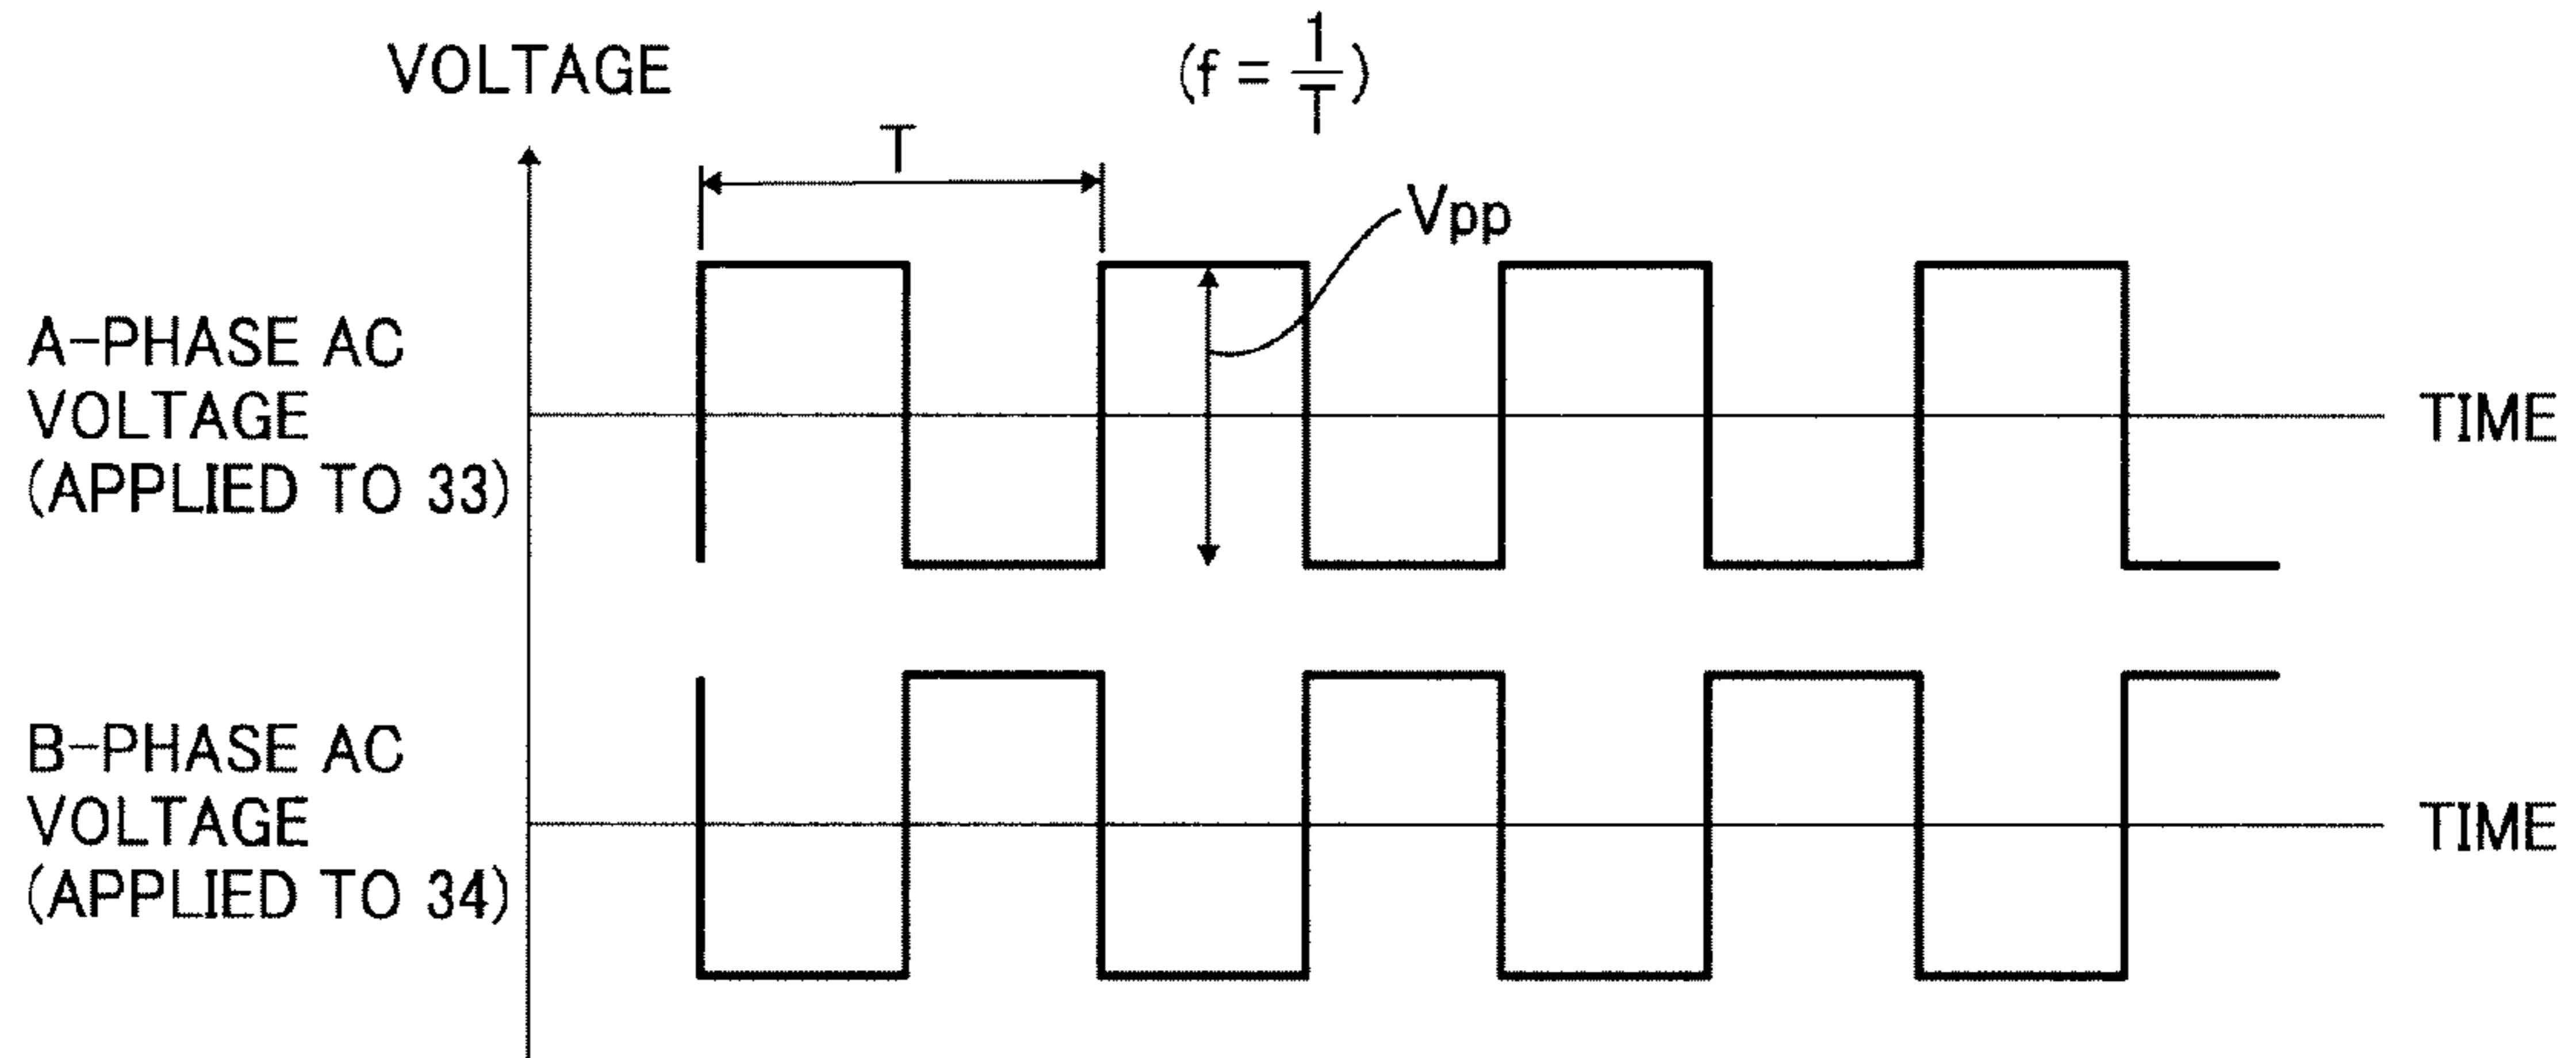 VOLTAGE
(f = 1/T)
T
Vpp
A-PHASE AC
VOLTAGE
(APPLIED TO 33)
TIME
B-PHASE AC
VOLTAGE
(APPLIED TO 34)
TIME